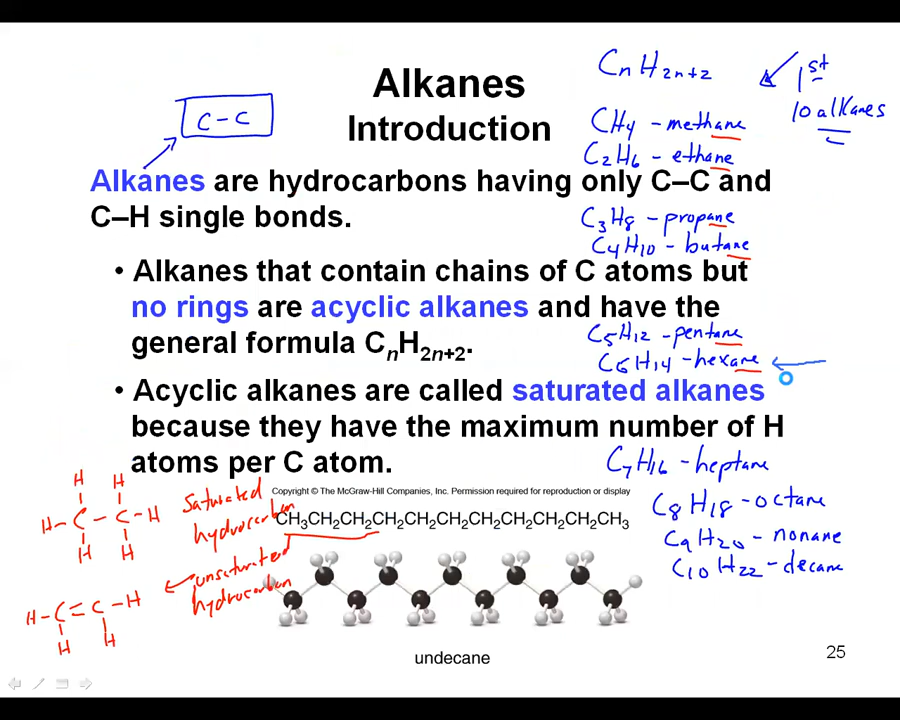 Alkanes
Introduction
CnH2n+2
1st
10 alkanes
C-C
CH4 - methane
C2H6 - ethane
Alkanes are hydrocarbons having only C–C and
C–H single bonds.
C3H8 - propane
C4H10 - butane
• Alkanes that contain chains of C atoms but
no rings are acyclic alkanes and have the
general formula CnH2n+2.
C5H12 - pentane
C6H14 - hexane
• Acyclic alkanes are called saturated alkanes
because they have the maximum number of H
atoms per C atom.
C7H16 - heptane
C8H18 - octane
C9H20 - nonane
C10H22 - decane
Copyright © The McGraw-Hill Companies, Inc. Permission required for reproduction or display
CH3CH2CH2CH2CH2CH2CH2CH2CH2CH2CH3
H H
H-C-C-H
H H
Saturated
hydrocarbon
unsaturated
hydrocarbon
H-C=C-H
H H
undecane
25